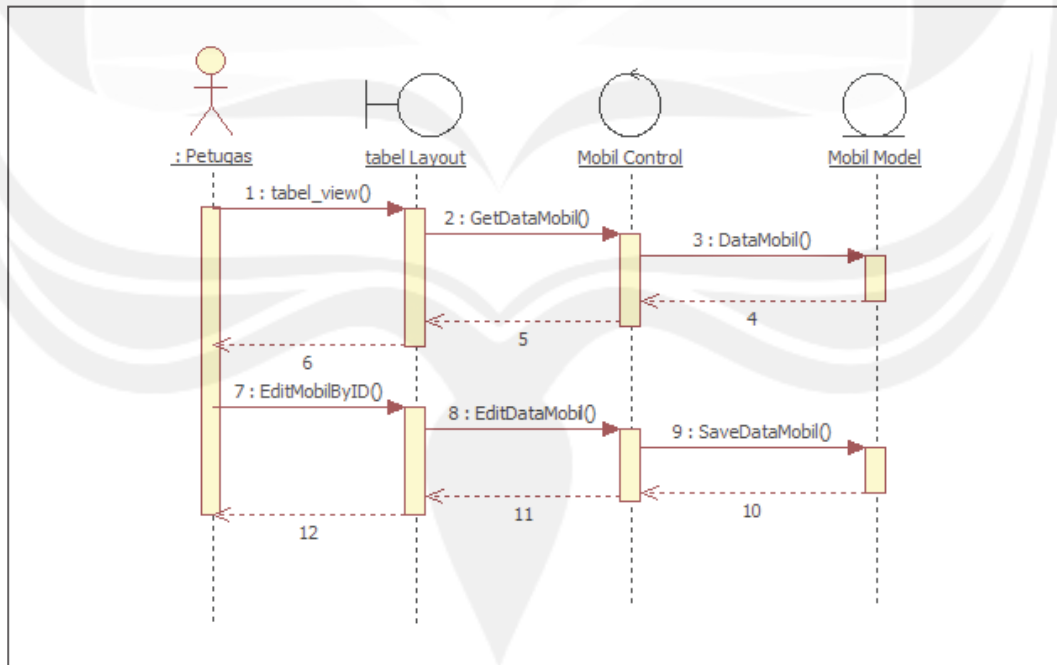 : Petugas
tabel Layout
Mobil Control
Mobil Model
1 : tabel_view()
2 : GetDataMobil()
3 : DataMobil()
4
5
6
7 : EditMobilByID()
8 : EditDataMobil()
9 : SaveDataMobil()
10
11
12